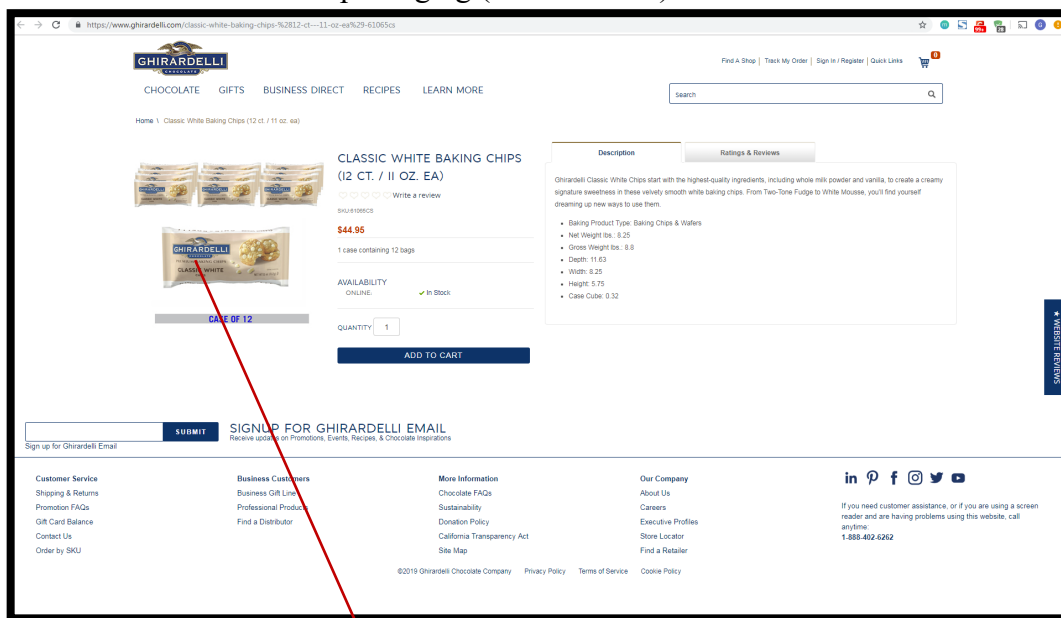 https://www.ghirardelli.com/classic-white-baking-chips-%2812-ct---11-oz-ea%29-61065cs
GHIRARDELLI
CHOCOLATE
Find A Shop | Track My Order | Sign In / Register | Quick Links
0
CHOCOLATE GIFTS BUSINESS DIRECT RECIPES LEARN MORE
Search
Home \ Classic White Baking Chips (12 ct. / 11 oz. ea)
CLASSIC WHITE BAKING CHIPS
(12 CT. / 11 OZ. EA)
Write a review
SKU:61065CS
$44.95
1 case containing 12 bags
AVAILABILITY
ONLINE: In Stock
QUANTITY 1
ADD TO CART
GHIRARDELLI
CHOCOLATE
CLASSIC WHITE
CASE OF 12
Description Ratings & Reviews
Ghirardelli Classic White Chips start with the highest-quality ingredients, including whole milk powder and vanilla, to create a creamy
signature sweetness in these velvety smooth white baking chips. From Two-Tone Fudge to White Mousse, you'll find yourself
dreaming up new ways to use them.
Baking Product Type: Baking Chips & Wafers
Net Weight lbs.: 8.25
Gross Weight lbs.: 8.8
Depth: 11.63
Width: 8.25
Height: 5.75
Case Cube: 0.32
★ WEBSITE REVIEWS
SUBMIT
Sign up for Ghirardelli Email
SIGNUP FOR GHIRARDELLI EMAIL
Receive updates on Promotions, Events, Recipes, & Chocolate Inspirations
Customer Service
Shipping & Returns
Promotion FAQs
Gift Card Balance
Contact Us
Order by SKU
Business Customers
Business Gift Line
Professional Products
Find a Distributor
More Information
Chocolate FAQs
Sustainability
Donation Policy
California Transparency Act
Site Map
Our Company
About Us
Careers
Executive Profiles
Store Locator
Find a Retailer
If you need customer assistance, or if you are using a screen
reader and are having problems using this website, call
anytime:
1-888-402-6262
©2019 Ghirardelli Chocolate Company Privacy Policy Terms of Service Cookie Policy